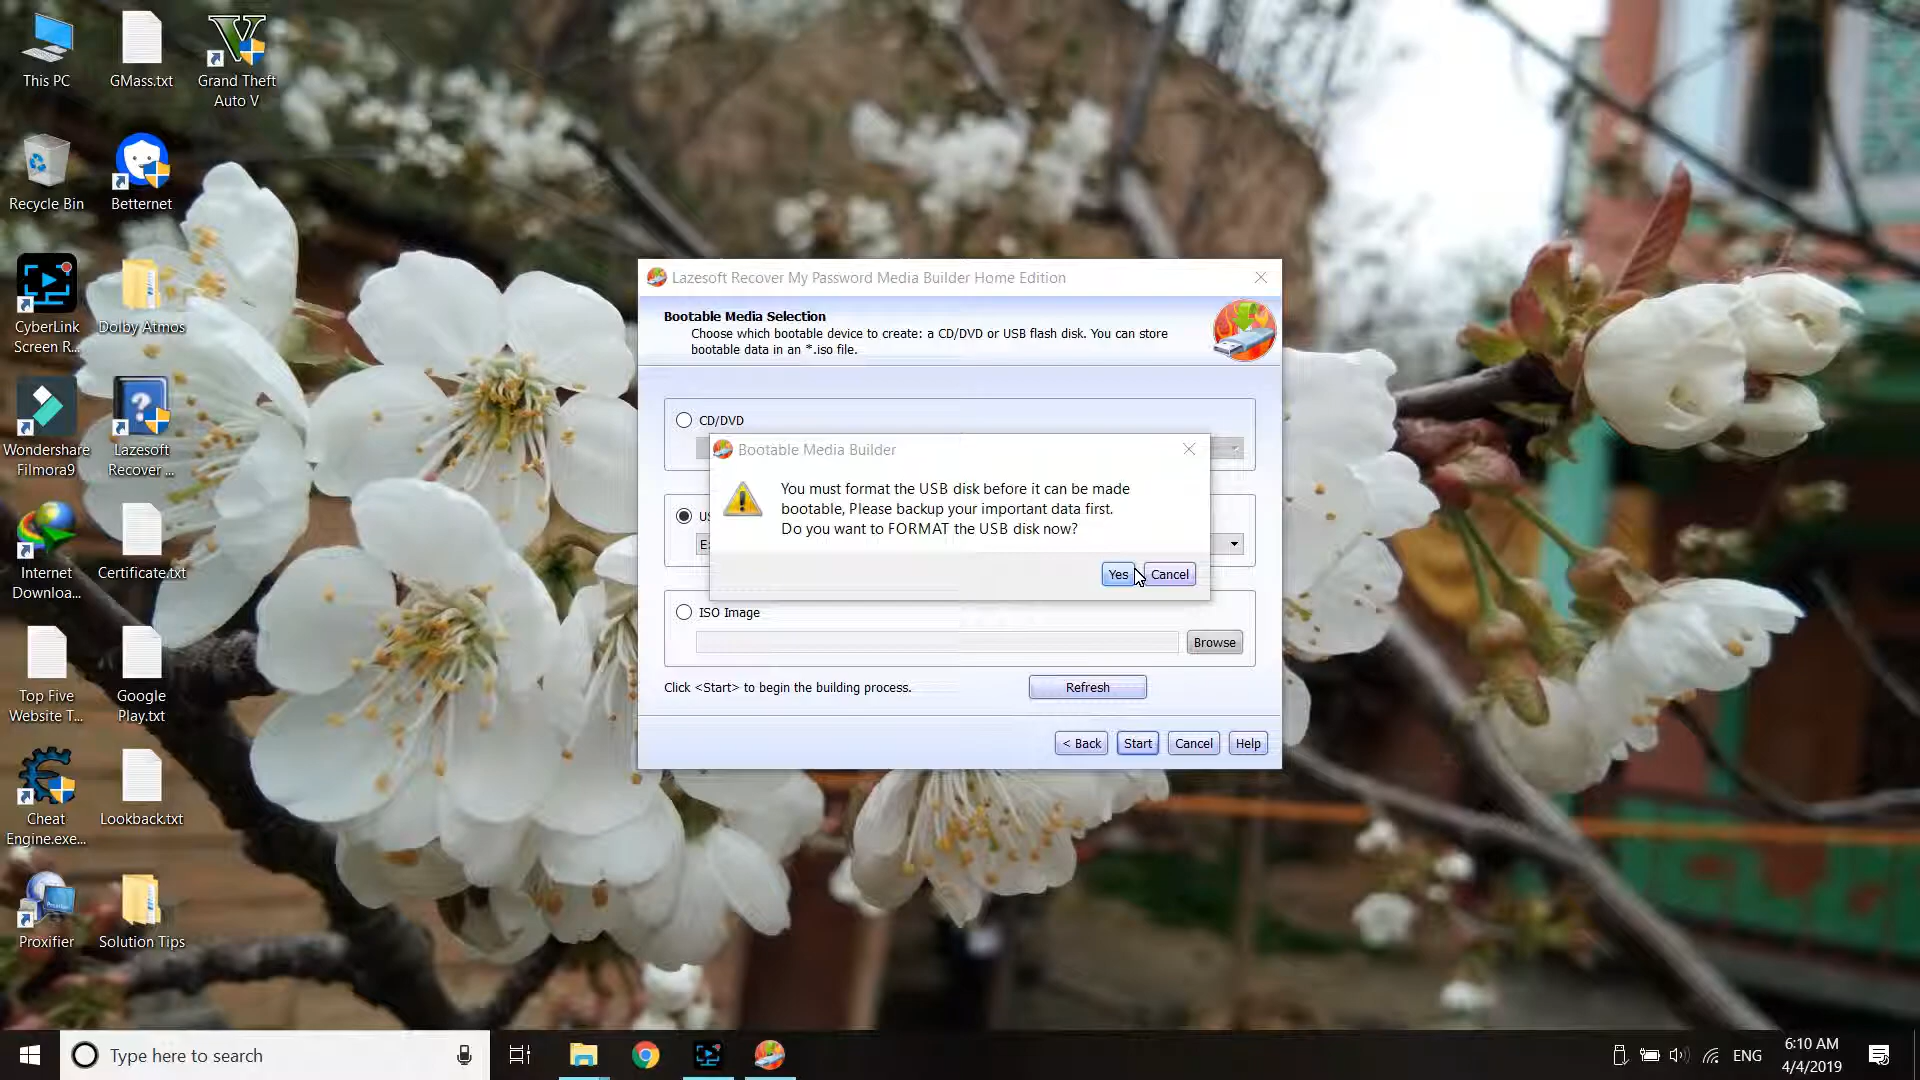 This PC
GMass.txt
Grand Theft
Auto V
Recycle Bin
Betternet
CyberLink
Screen R...
Dolby Atmos
Wondershare
Filmora9
Lazesoft
Recover ...
Internet
Downloa...
Certificate.txt
Top Five
Website T...
Google
Play.txt
Cheat
Engine.exe...
Lookback.txt
Proxifier
Solution Tips
Lazesoft Recover My Password Media Builder Home Edition
Bootable Media Selection
Choose which bootable device to create: a CD/DVD or USB flash disk. You can store
bootable data in an *.iso file.
CD/DVD
Bootable Media Builder
You must format the USB disk before it can be made
bootable, Please backup your important data first.
Do you want to FORMAT the USB disk now?
Yes
Cancel
ISO Image
Browse
Click <Start> to begin the building process.
Refresh
< Back
Start
Cancel
Help
Type here to search
ENG
6:10 AM
4/4/2019